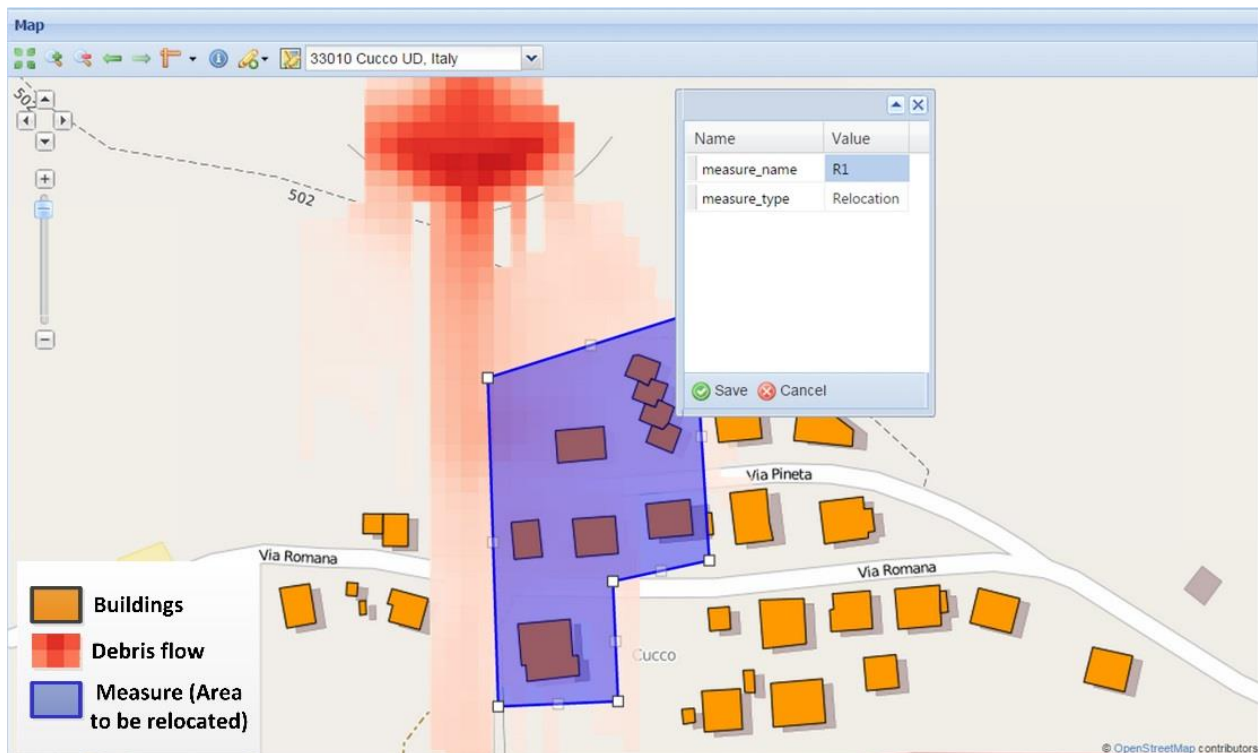 Map
33010 Cucco UD, Italy
502
502
Name Value
measure_name R1
measure_type Relocation
Save Cancel
Via Pineta
Via Romana
Via Romana
Cucco
Buildings
Debris flow
Measure (Area
to be relocated)
© OpenStreetMap contributors